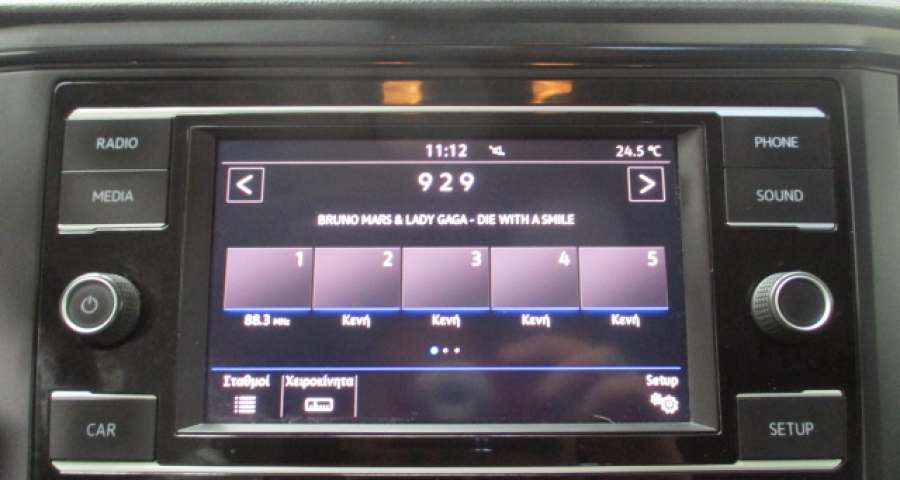 RADIO
MEDIA
CAR
11:12
24.5 °C
<
929
>
BRUNO MARS & LADY GAGA - DIE WITH A SMILE
1 2 3 4 5
88.3 MHz Κενή Κενή Κενή Κενή
Σταθμοί Χειροκίνητα Setup
PHONE
SOUND
SETUP